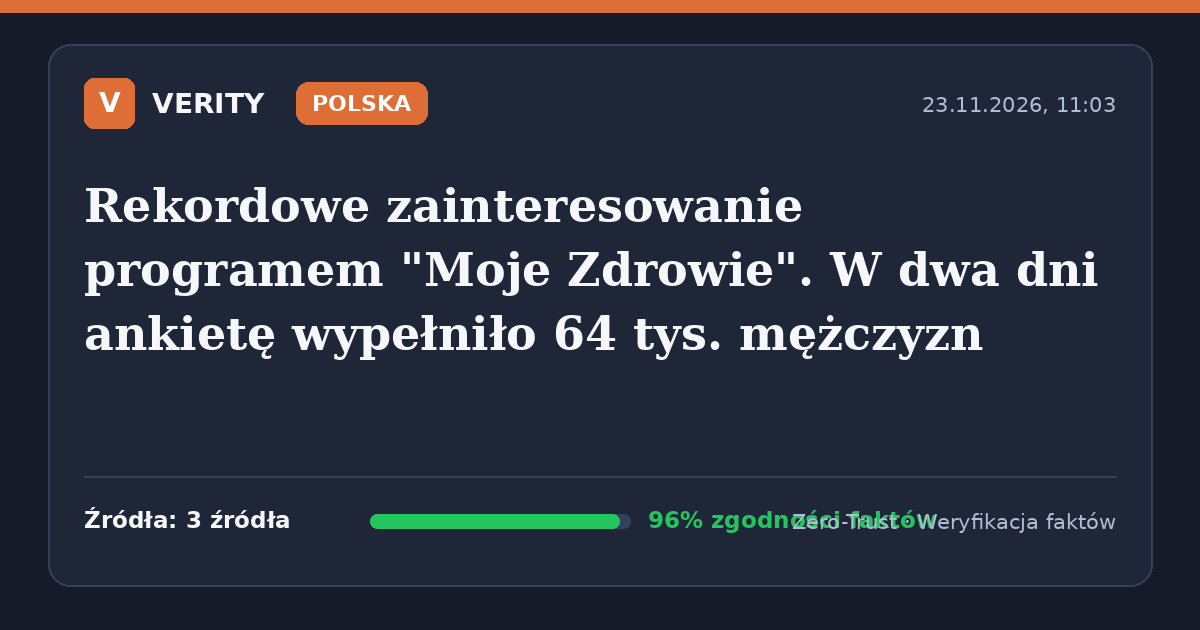 V VERITY POLSKA 23.11.2026, 11:03
Rekordowe zainteresowanie
programem "Moje Zdrowie". W dwa dni
ankietę wypełniło 64 tys. mężczyzn
Źródła: 3 źródła 96% zgodności faktów Zero-Trust · Weryfikacja faktów